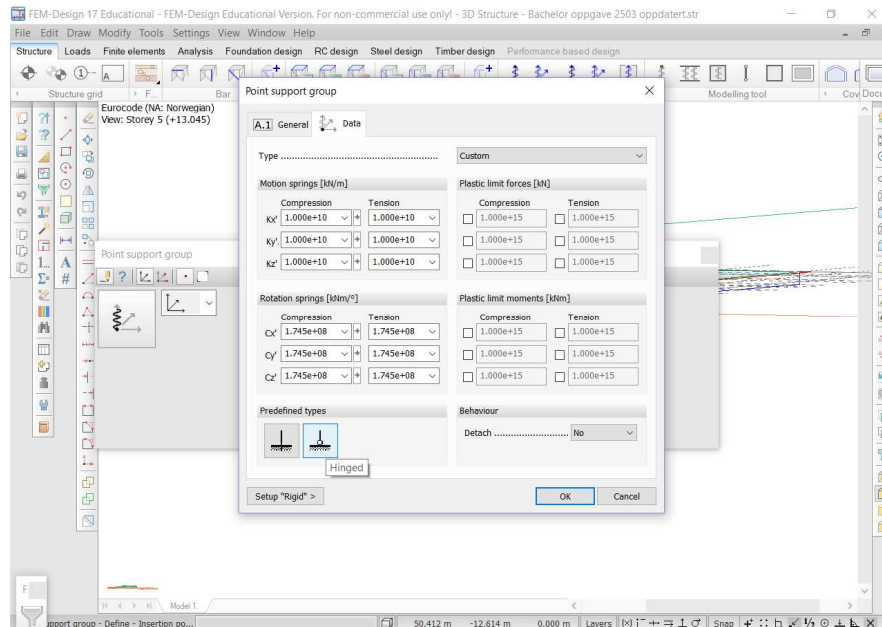 FEM-Design 17 Educational - FEM-Design Educational Version. For non-commercial use only! - 3D Structure - Bachelor oppgave 2503 oppdatert.str
File Edit Draw Modify Tools Settings View Window Help
Structure Loads Finite elements Analysis Foundation design RC design Steel design Timber design Performance based design
Structure grid F... Bar Modelling tool Cov Docu
Eurocode (NA: Norwegian)
View: Storey 5 (+13.045)
Point support group
Point support group
A.1 General Data
Type Custom
Motion springs [kN/m] Plastic limit forces [kN]
Compression Tension Compression Tension
Kx' 1.000e+10 1.000e+10 1.000e+15 1.000e+15
Ky' 1.000e+10 1.000e+10 1.000e+15 1.000e+15
Kz' 1.000e+10 1.000e+10 1.000e+15 1.000e+15
Rotation springs [kNm/°] Plastic limit moments [kNm]
Compression Tension Compression Tension
Cx' 1.745e+08 1.745e+08 1.000e+15 1.000e+15
Cy' 1.745e+08 1.745e+08 1.000e+15 1.000e+15
Cz' 1.745e+08 1.745e+08 1.000e+15 1.000e+15
Predefined types Behaviour
Detach No
Hinged
Setup "Rigid" > OK Cancel
Model 1
upport group - Define - Insertion po... 50.412 m -12.614 m 0.000 m Layers Snap